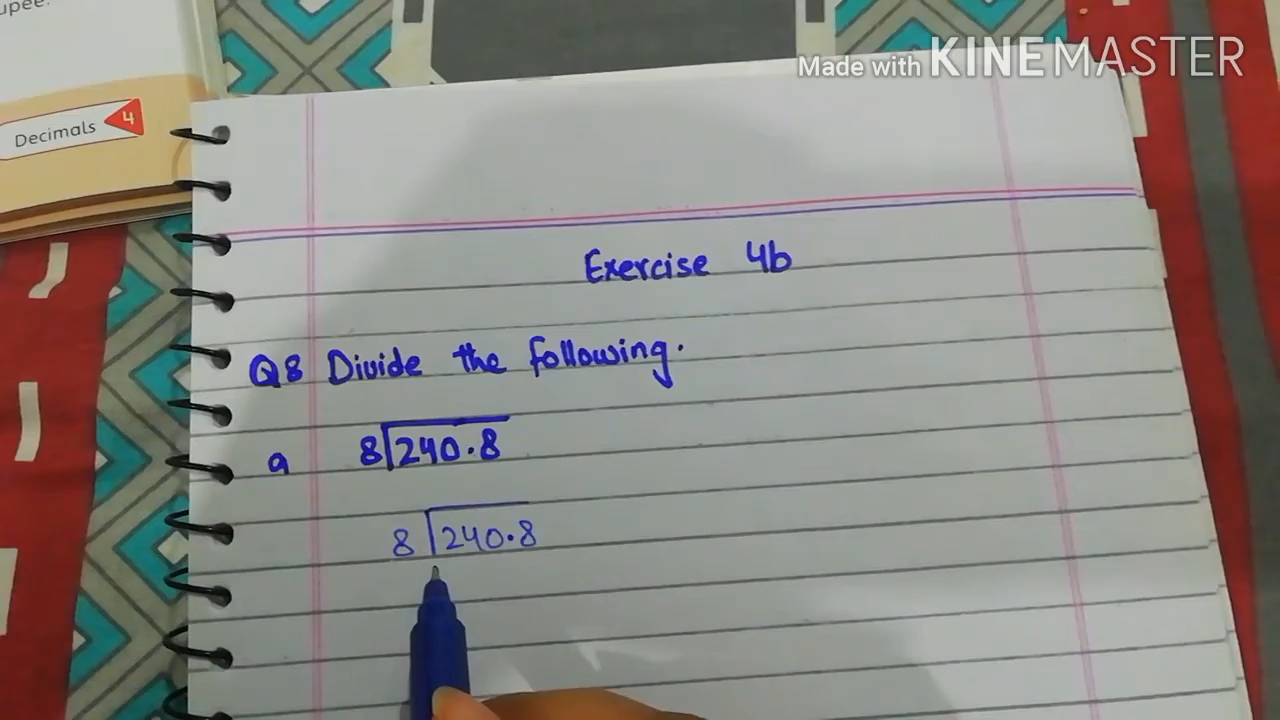 Made with KINEMASTER
Decimals 4
Exercise 4b
Q8 Divide the following.
a 8)240.8
8)240.8